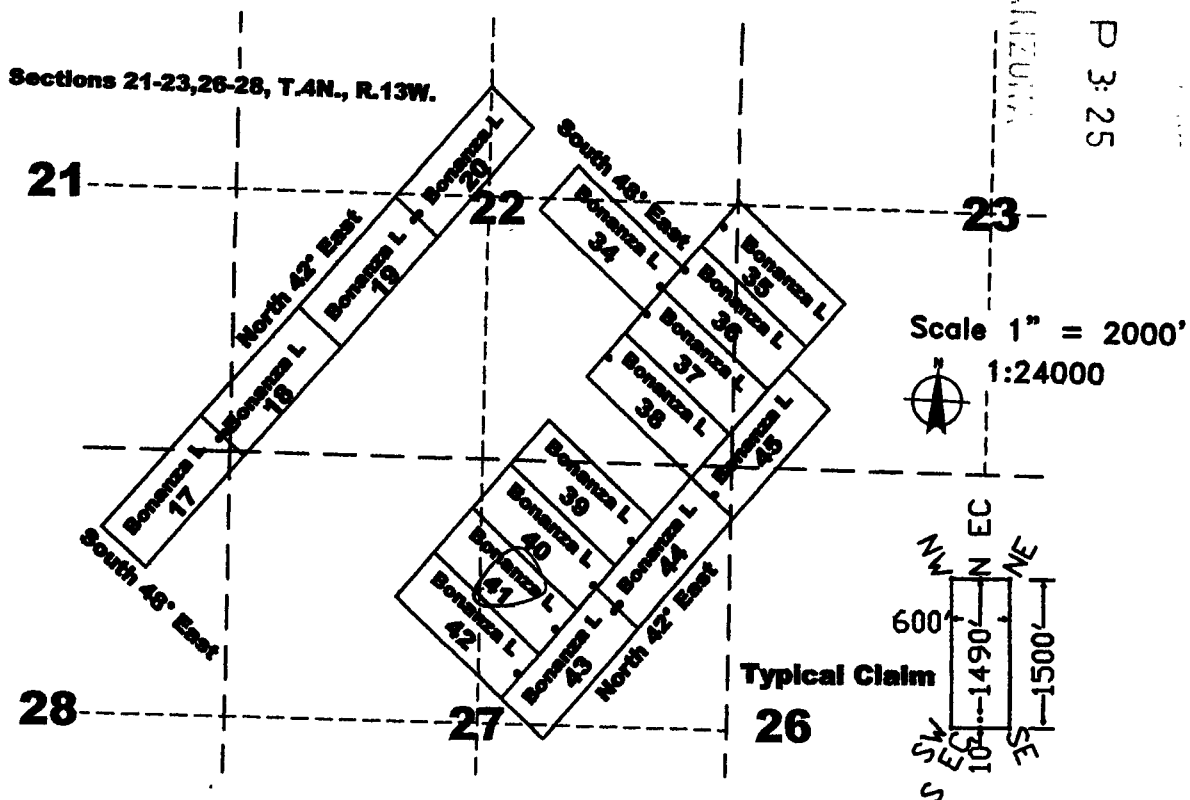 P 3:25
Sections 21-23,26-28, T.4N., R.13W.
21
22
23
28
27
26
North 42° East
South 48° East
Bonanza L
20
Bonanza L
19
Bonanza L
18
Bonanza L
17
South 48° East
Bonanza L
34
Bonanza L
35
Bonanza L
36
Bonanza L
37
Bonanza L
38
Bonanza L
45
Bonanza L
39
Bonanza L
40
Bonanza L
41
Bonanza L
42
Bonanza L
44
Bonanza L
43
North 42° East
Scale 1" = 2000'
1:24000
N
Typical Claim
NW
N EC
NE
600'
1490'
1500'
10'
SW
S EC
SE